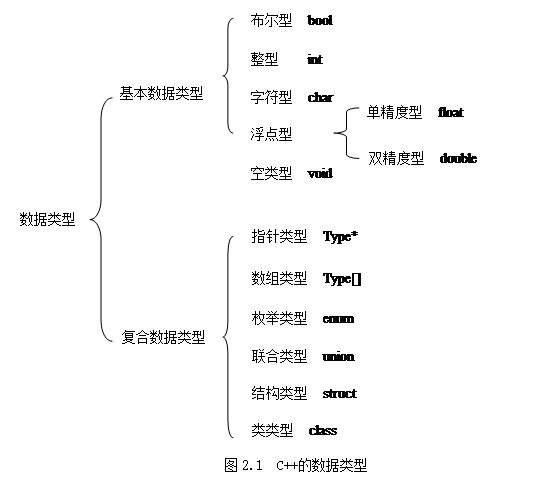 布尔型 bool
整型 int
基本数据类型
字符型 char
单精度型 float
浮点型
双精度型 double
空类型 void
数据类型
指针类型 Type*
数组类型 Type[]
枚举类型 enum
复合数据类型
联合类型 union
结构类型 struct
类类型 class
图 2.1 C++的数据类型